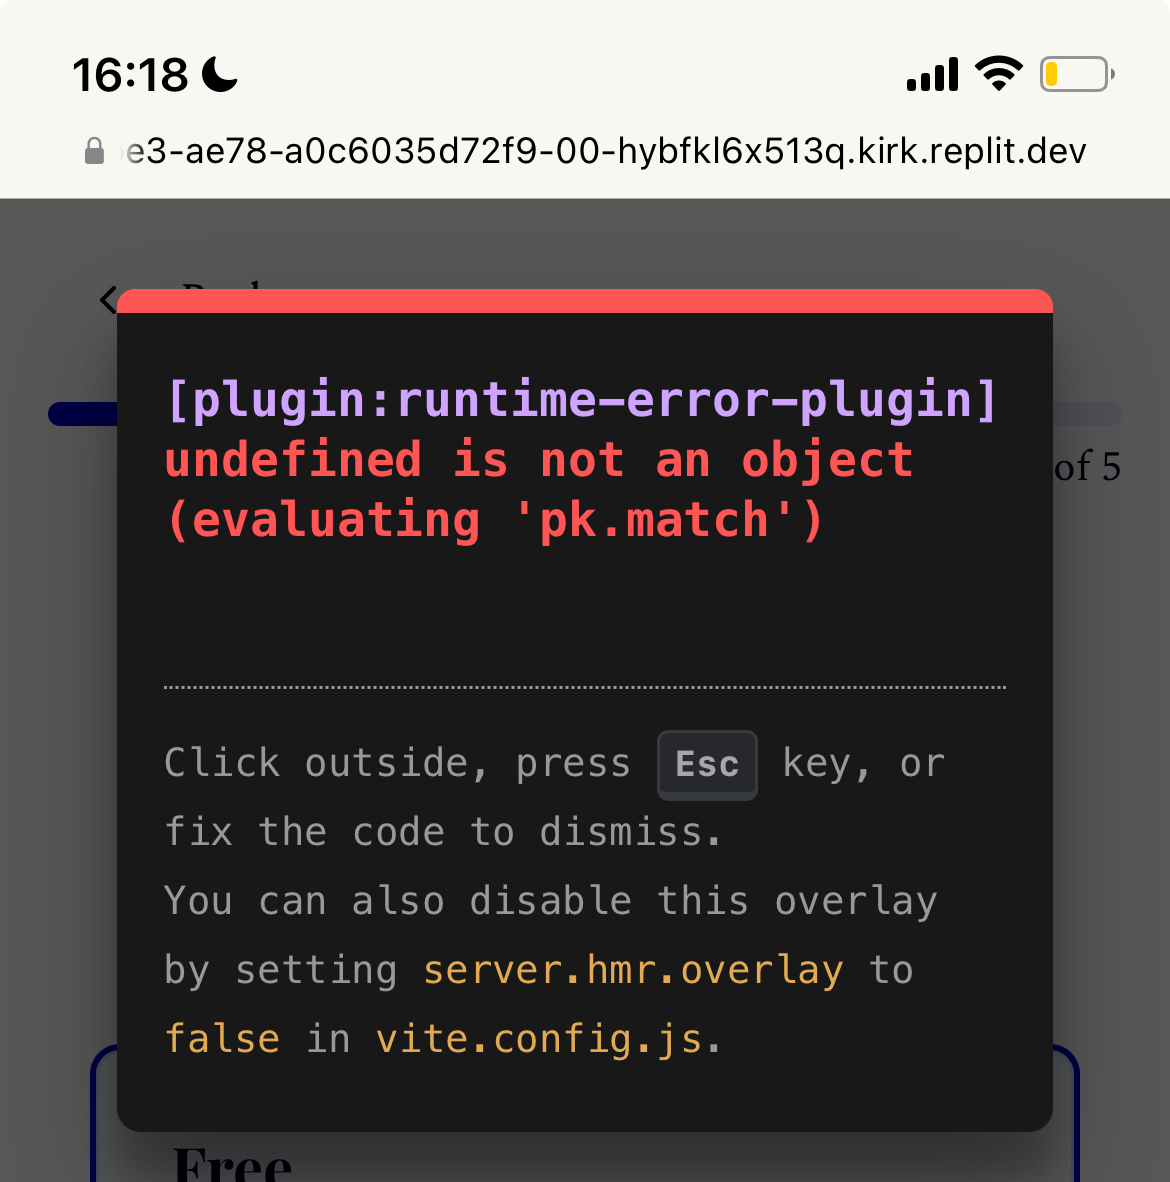 16:18
e3-ae78-a0c6035d72f9-00-hybfkl6x513q.kirk.replit.dev
[plugin:runtime-error-plugin]
undefined is not an object
(evaluating 'pk.match')
of 5
Click outside, press Esc key, or
fix the code to dismiss.
You can also disable this overlay
by setting server.hmr.overlay to
false in vite.config.js.
Free